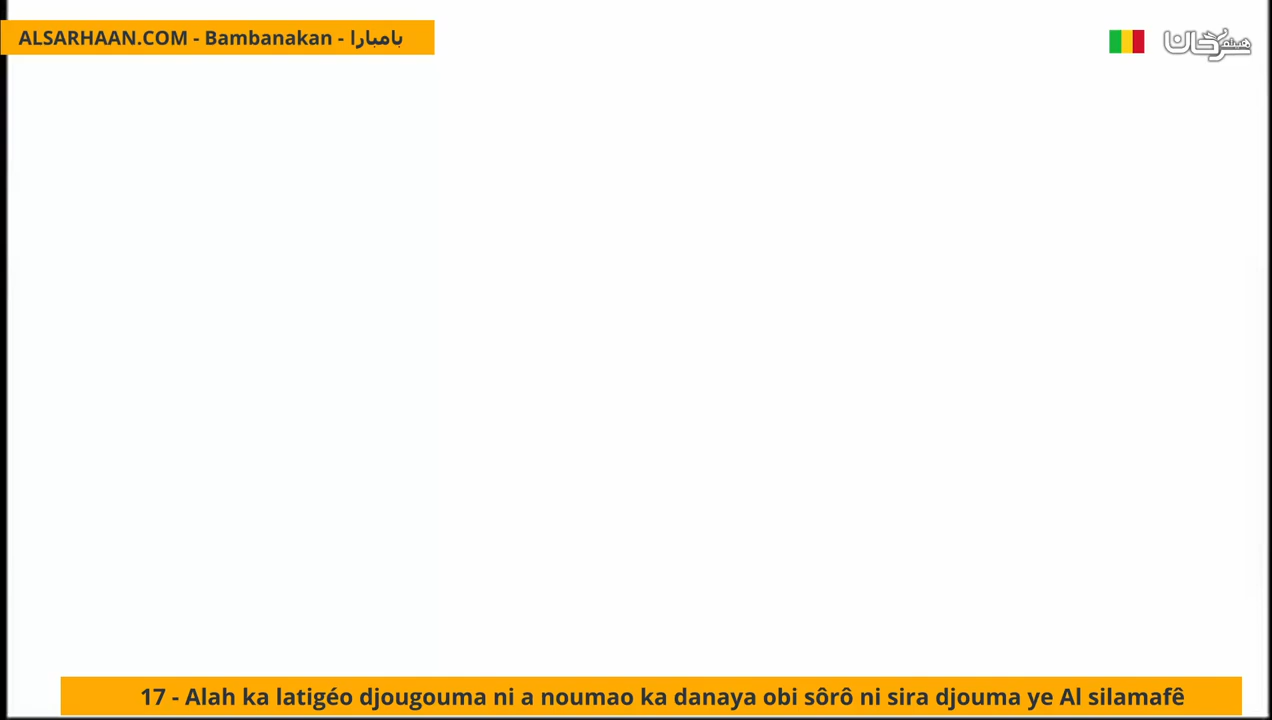 ALSARHAAN.COM - Bambanakan - بامبارا
سرحان
17 - Alah ka latigéo djougouma ni a noumao ka danaya obi sôrô ni sira djouma ye Al silamafê